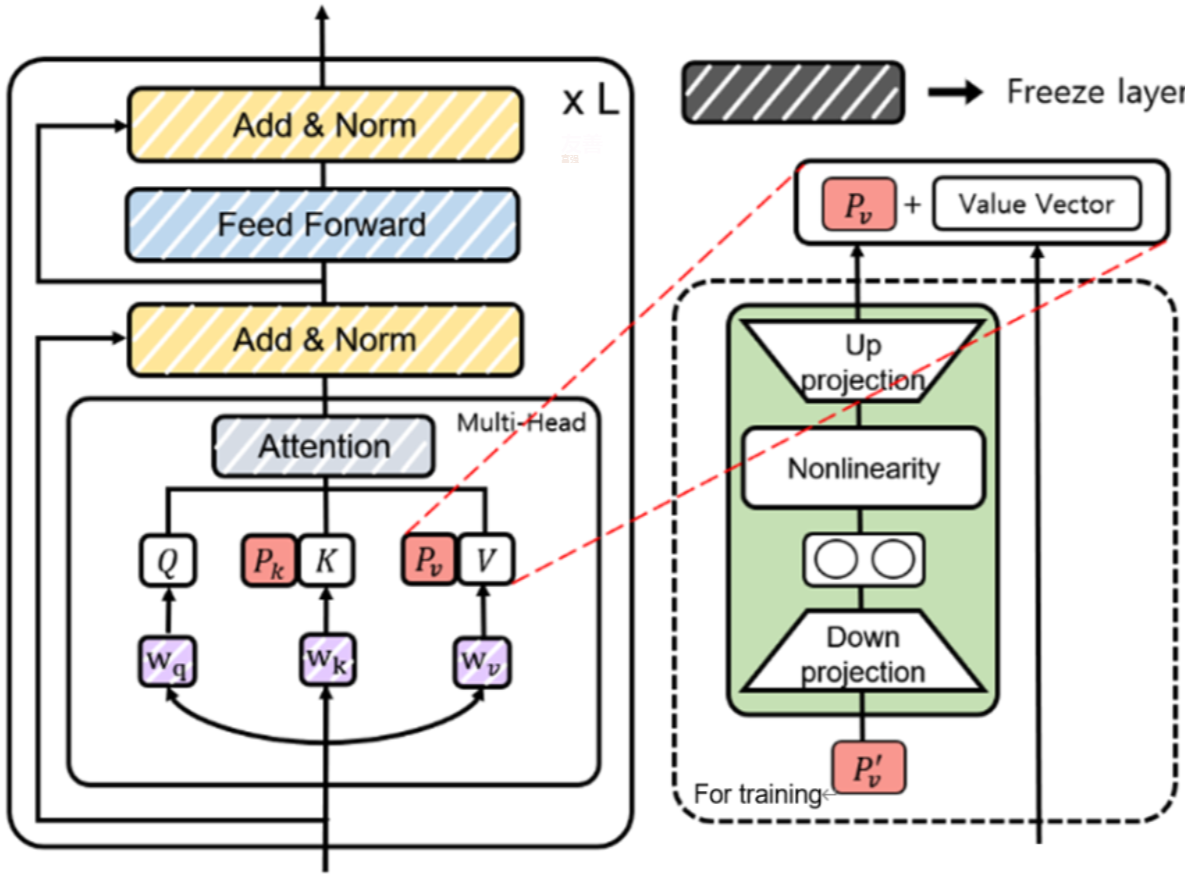 x L
Add & Norm
Feed Forward
Add & Norm
Multi-Head
Attention
Q
P_k K
P_v V
W_q
W_k
W_v
Freeze layer
P_v + Value Vector
Up
projection
Nonlinearity
Down
projection
P'_v
For training←